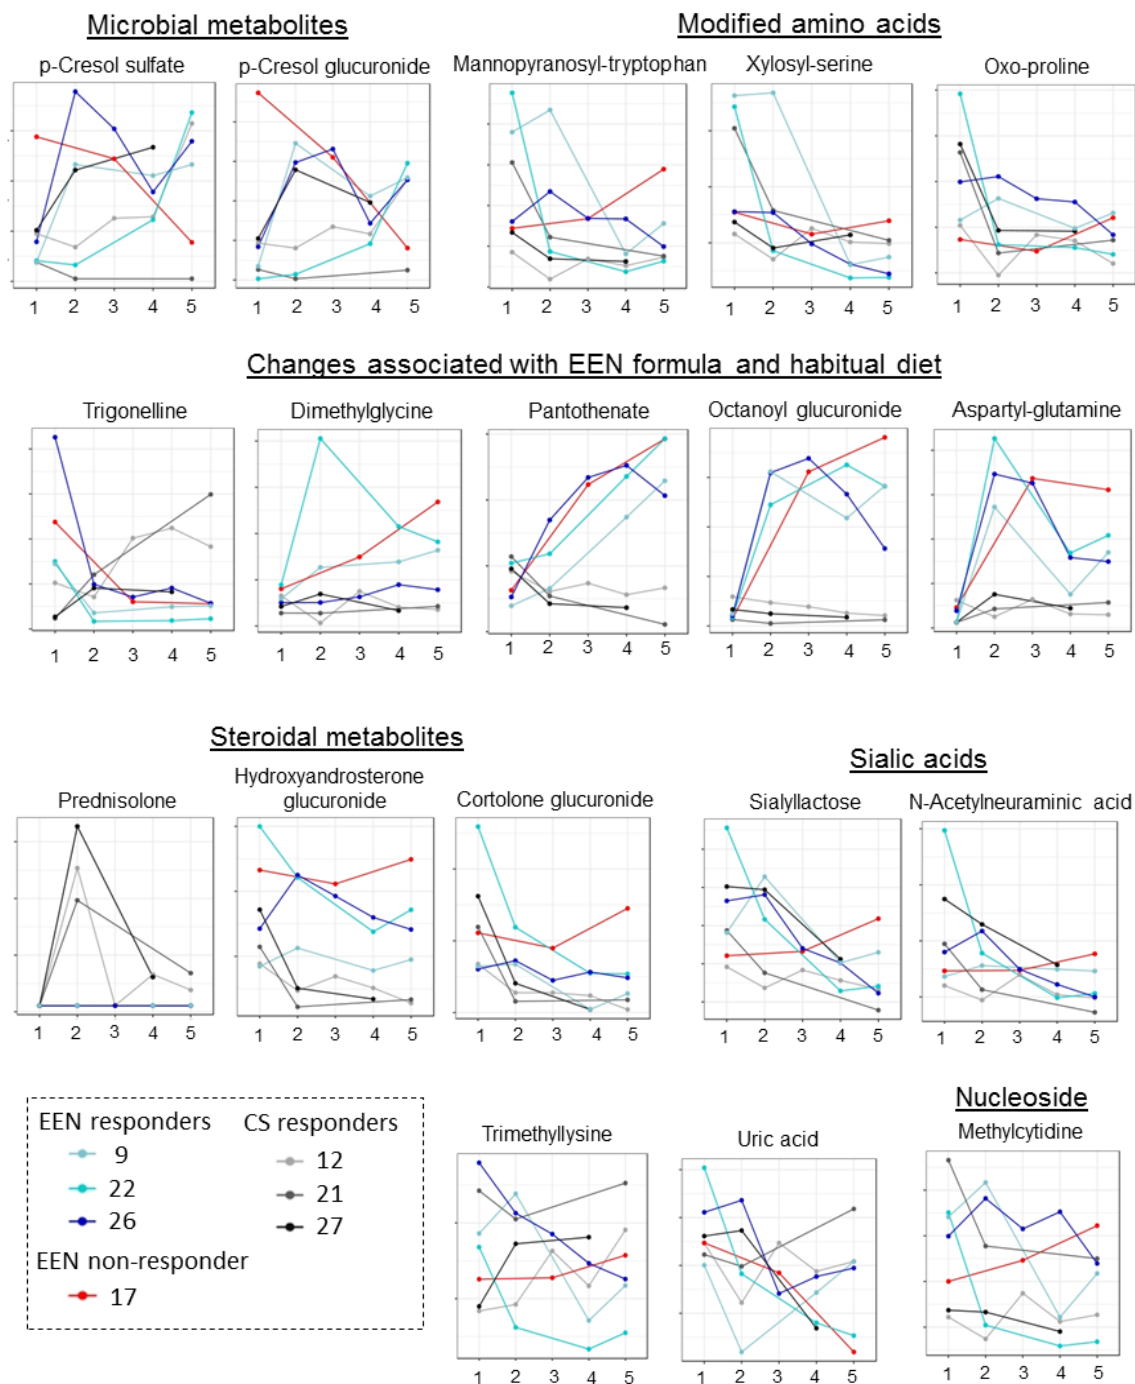 Microbial metabolites
Modified amino acids
p-Cresol sulfate
p-Cresol glucuronide
Mannopyranosyl-tryptophan
Xylosyl-serine
Oxo-proline
1 2 3 4 5
1 2 3 4 5
1 2 3 4 5
1 2 3 4 5
1 2 3 4 5
Changes associated with EEN formula and habitual diet
Trigonelline
Dimethylglycine
Pantothenate
Octanoyl glucuronide
Aspartyl-glutamine
1 2 3 4 5
1 2 3 4 5
1 2 3 4 5
1 2 3 4 5
1 2 3 4 5
Steroidal metabolites
Sialic acids
Prednisolone
Hydroxyandrosterone
glucuronide
Cortolone glucuronide
Sialyllactose
N-Acetylneuraminic acid
1 2 3 4 5
1 2 3 4 5
1 2 3 4 5
1 2 3 4 5
1 2 3 4 5
EEN responders
9
22
26
EEN non-responder
17
CS responders
12
21
27
Nucleoside
Trimethyllysine
Uric acid
Methylcytidine
1 2 3 4 5
1 2 3 4 5
1 2 3 4 5